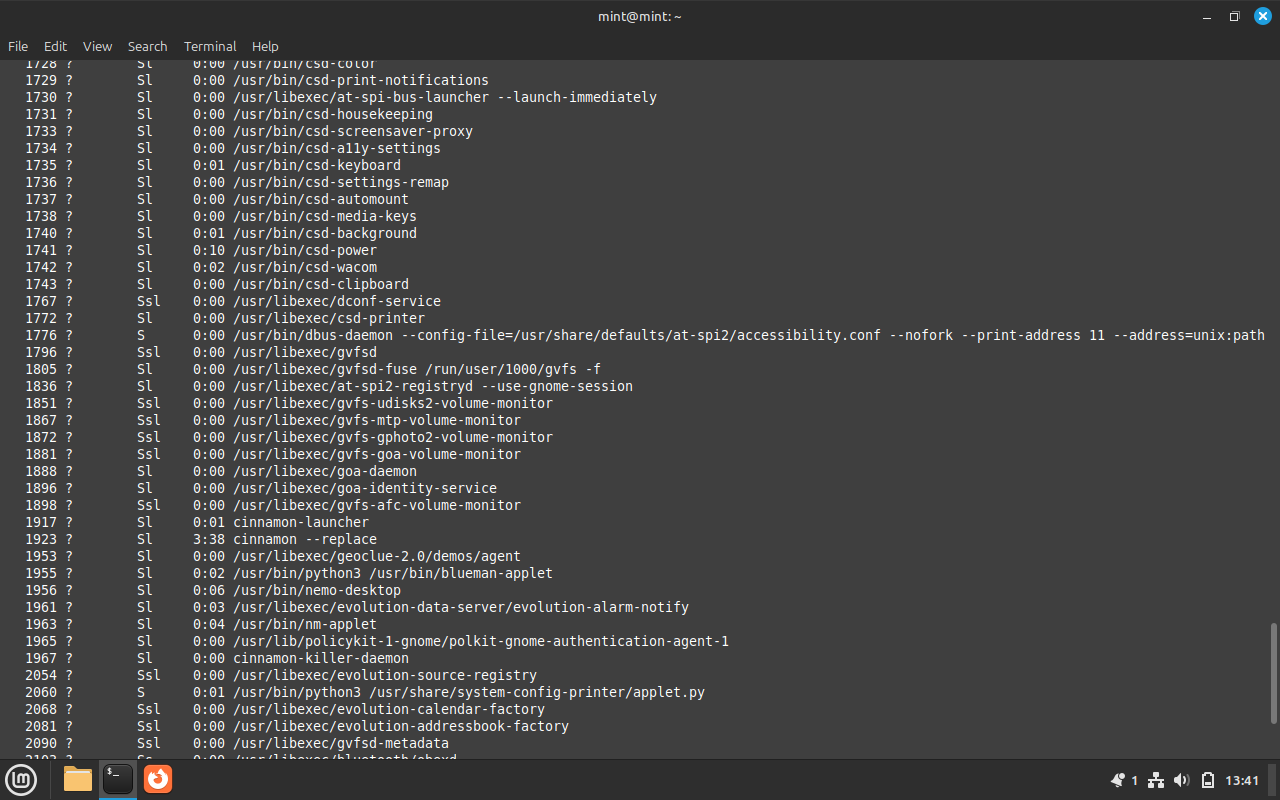 mint@mint: ~
File Edit View Search Terminal Help
1728 ? Sl 0:00 /usr/bin/csd-color
1729 ? Sl 0:00 /usr/bin/csd-print-notifications
1730 ? Sl 0:00 /usr/libexec/at-spi-bus-launcher --launch-immediately
1731 ? Sl 0:00 /usr/bin/csd-housekeeping
1733 ? Sl 0:00 /usr/bin/csd-screensaver-proxy
1734 ? Sl 0:00 /usr/bin/csd-a11y-settings
1735 ? Sl 0:01 /usr/bin/csd-keyboard
1736 ? Sl 0:00 /usr/bin/csd-settings-remap
1737 ? Sl 0:00 /usr/bin/csd-automount
1738 ? Sl 0:00 /usr/bin/csd-media-keys
1740 ? Sl 0:01 /usr/bin/csd-background
1741 ? Sl 0:10 /usr/bin/csd-power
1742 ? Sl 0:02 /usr/bin/csd-wacom
1743 ? Sl 0:00 /usr/bin/csd-clipboard
1767 ? Ssl 0:00 /usr/libexec/dconf-service
1772 ? Sl 0:00 /usr/libexec/csd-printer
1776 ? S 0:00 /usr/bin/dbus-daemon --config-file=/usr/share/defaults/at-spi2/accessibility.conf --nofork --print-address 11 --address=unix:path
1796 ? Ssl 0:00 /usr/libexec/gvfsd
1805 ? Sl 0:00 /usr/libexec/gvfsd-fuse /run/user/1000/gvfs -f
1836 ? Sl 0:00 /usr/libexec/at-spi2-registryd --use-gnome-session
1851 ? Ssl 0:00 /usr/libexec/gvfs-udisks2-volume-monitor
1867 ? Ssl 0:00 /usr/libexec/gvfs-mtp-volume-monitor
1872 ? Ssl 0:00 /usr/libexec/gvfs-gphoto2-volume-monitor
1881 ? Ssl 0:00 /usr/libexec/gvfs-goa-volume-monitor
1888 ? Sl 0:00 /usr/libexec/goa-daemon
1896 ? Sl 0:00 /usr/libexec/goa-identity-service
1898 ? Ssl 0:00 /usr/libexec/gvfs-afc-volume-monitor
1917 ? Sl 0:01 cinnamon-launcher
1923 ? Sl 3:38 cinnamon --replace
1953 ? Sl 0:00 /usr/libexec/geoclue-2.0/demos/agent
1955 ? Sl 0:02 /usr/bin/python3 /usr/bin/blueman-applet
1956 ? Sl 0:06 /usr/bin/nemo-desktop
1961 ? Sl 0:03 /usr/libexec/evolution-data-server/evolution-alarm-notify
1963 ? Sl 0:04 /usr/bin/nm-applet
1965 ? Sl 0:00 /usr/lib/policykit-1-gnome/polkit-gnome-authentication-agent-1
1967 ? Sl 0:00 cinnamon-killer-daemon
2054 ? Ssl 0:00 /usr/libexec/evolution-source-registry
2060 ? S 0:01 /usr/bin/python3 /usr/share/system-config-printer/applet.py
2068 ? Ssl 0:00 /usr/libexec/evolution-calendar-factory
2081 ? Ssl 0:00 /usr/libexec/evolution-addressbook-factory
2090 ? Ssl 0:00 /usr/libexec/gvfsd-metadata
2103 ? Ss 0:00 /usr/libexec/bluetooth/obexd
1 13:41